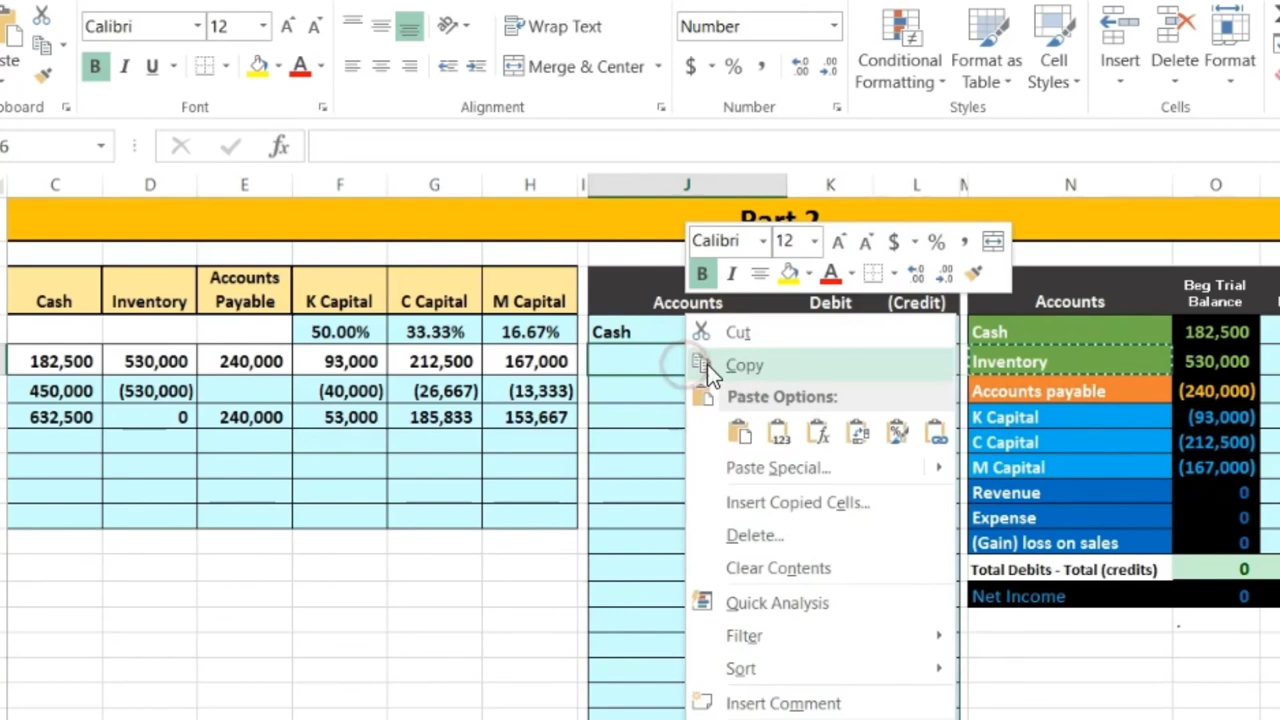 Calibri 12 Wrap Text Number
B I U Merge & Center $ % , Conditional Formatting Format as Table Cell Styles Insert Delete Format
Font Alignment Number Styles Cells
fx
C D E F G H I J K L N O
Calibri 12 $ % ,
B I A
Cash Inventory Accounts Payable K Capital C Capital M Capital
Accounts Debit (Credit)
Accounts Beg Trial Balance
50.00% 33.33% 16.67%
Cash
Cash 182,500
182,500 530,000 240,000 93,000 212,500 167,000
Inventory 530,000
450,000 (530,000) (40,000) (26,667) (13,333)
Accounts payable (240,000)
632,500 0 240,000 53,000 185,833 153,667
K Capital (93,000)
C Capital (212,500)
M Capital (167,000)
Revenue 0
Expense 0
(Gain) loss on sales 0
Total Debits - Total (credits) 0
Net Income 0
Cut
Copy
Paste Options:
Paste Special...
Insert Copied Cells...
Delete...
Clear Contents
Quick Analysis
Filter
Sort
Insert Comment